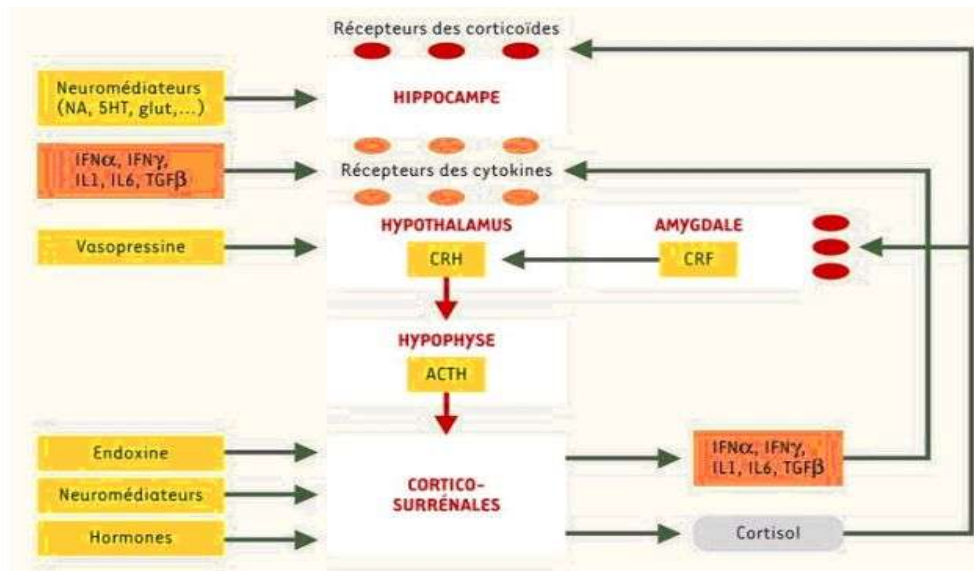 Récepteurs des corticoïdes
Neuromédiateurs
(NA, 5HT, glut,...)
HIPPOCAMPE
IFNα, IFNγ,
IL1, IL6, TGFβ
Récepteurs des cytokines
HYPOTHALAMUS
AMYGDALE
Vasopressine
CRH
CRF
HYPOPHYSE
ACTH
Endoxine
Neuromédiateurs
Hormones
CORTICO-
SURRÉNALES
IFNα, IFNγ,
IL1, IL6, TGFβ
Cortisol